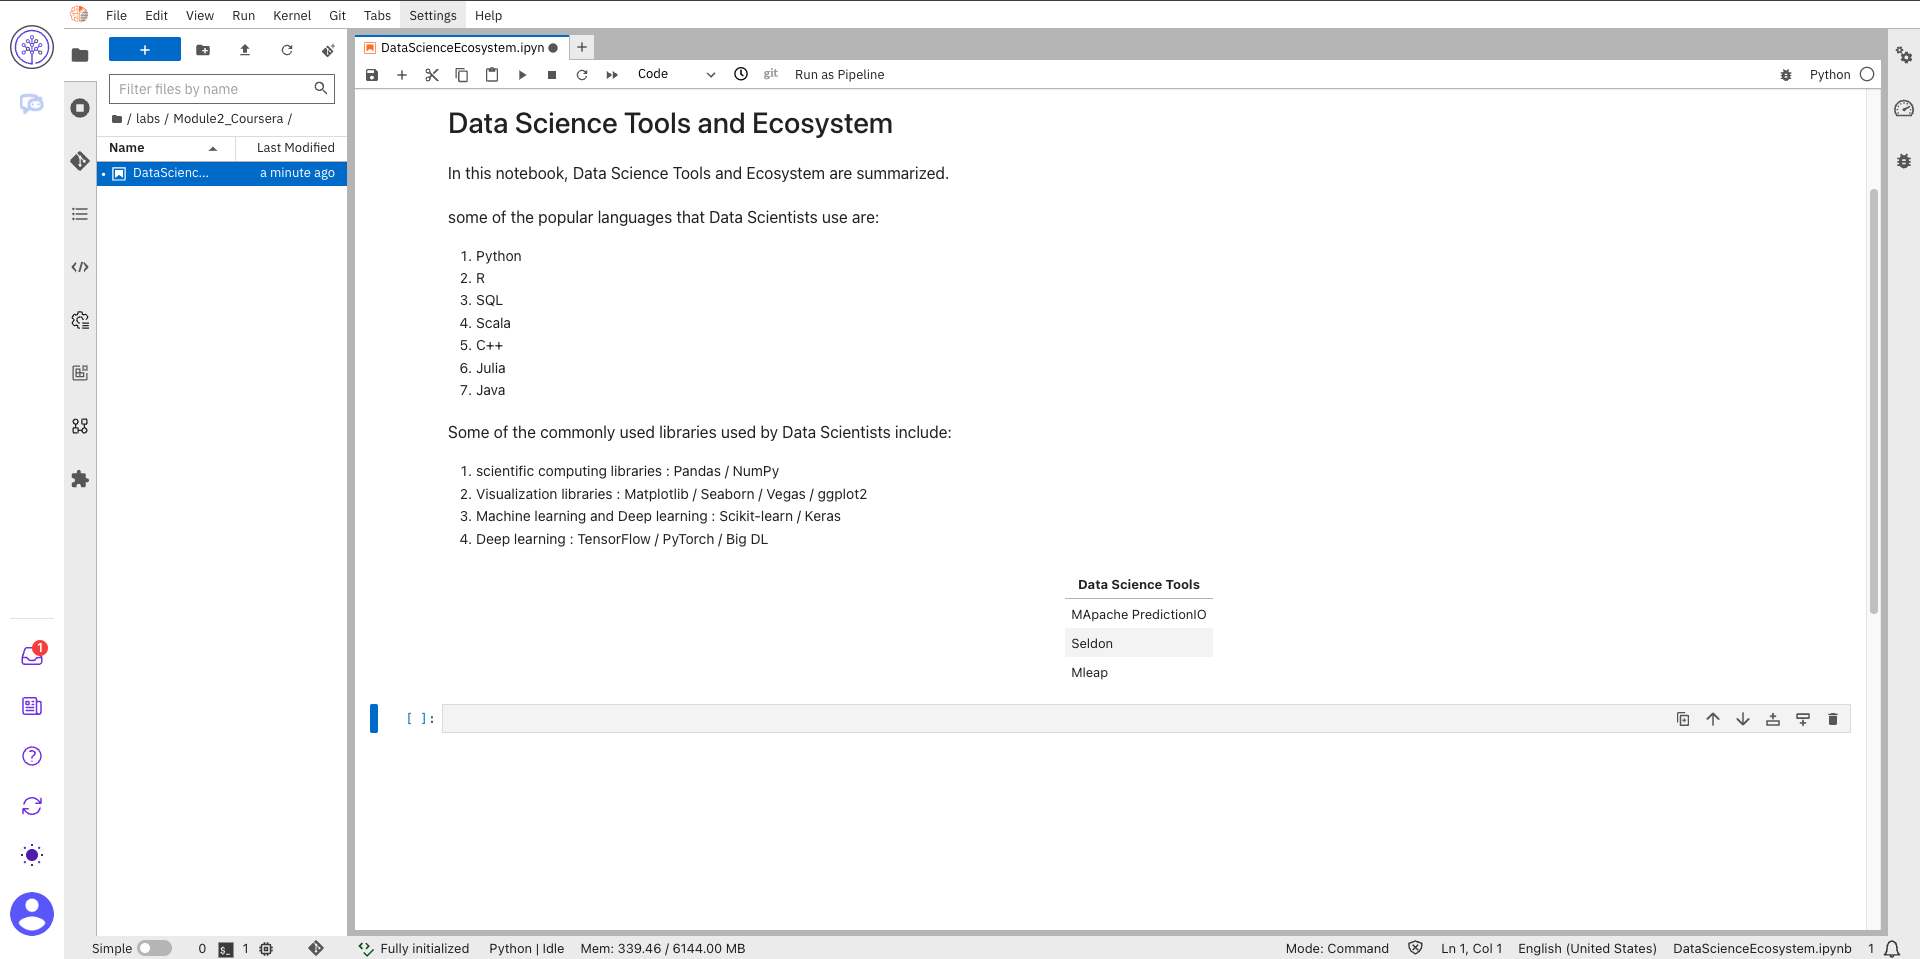 File Edit View Run Kernel Git Tabs Settings Help
DataScienceEcosystem.ipyn
Code git Run as Pipeline Python
Filter files by name
/ labs / Module2_Coursera /
Name Last Modified
DataScienc... a minute ago
Data Science Tools and Ecosystem
In this notebook, Data Science Tools and Ecosystem are summarized.
some of the popular languages that Data Scientists use are:
1. Python
2. R
3. SQL
4. Scala
5. C++
6. Julia
7. Java
Some of the commonly used libraries used by Data Scientists include:
1. scientific computing libraries : Pandas / NumPy
2. Visualization libraries : Matplotlib / Seaborn / Vegas / ggplot2
3. Machine learning and Deep learning : Scikit-learn / Keras
4. Deep learning : TensorFlow / PyTorch / Big DL
Data Science Tools
MApache PredictionIO
Seldon
Mleap
[ ]:
1
Simple 0 $_ 1 Fully initialized Python | Idle Mem: 339.46 / 6144.00 MB Mode: Command Ln 1, Col 1 English (United States) DataScienceEcosystem.ipynb 1